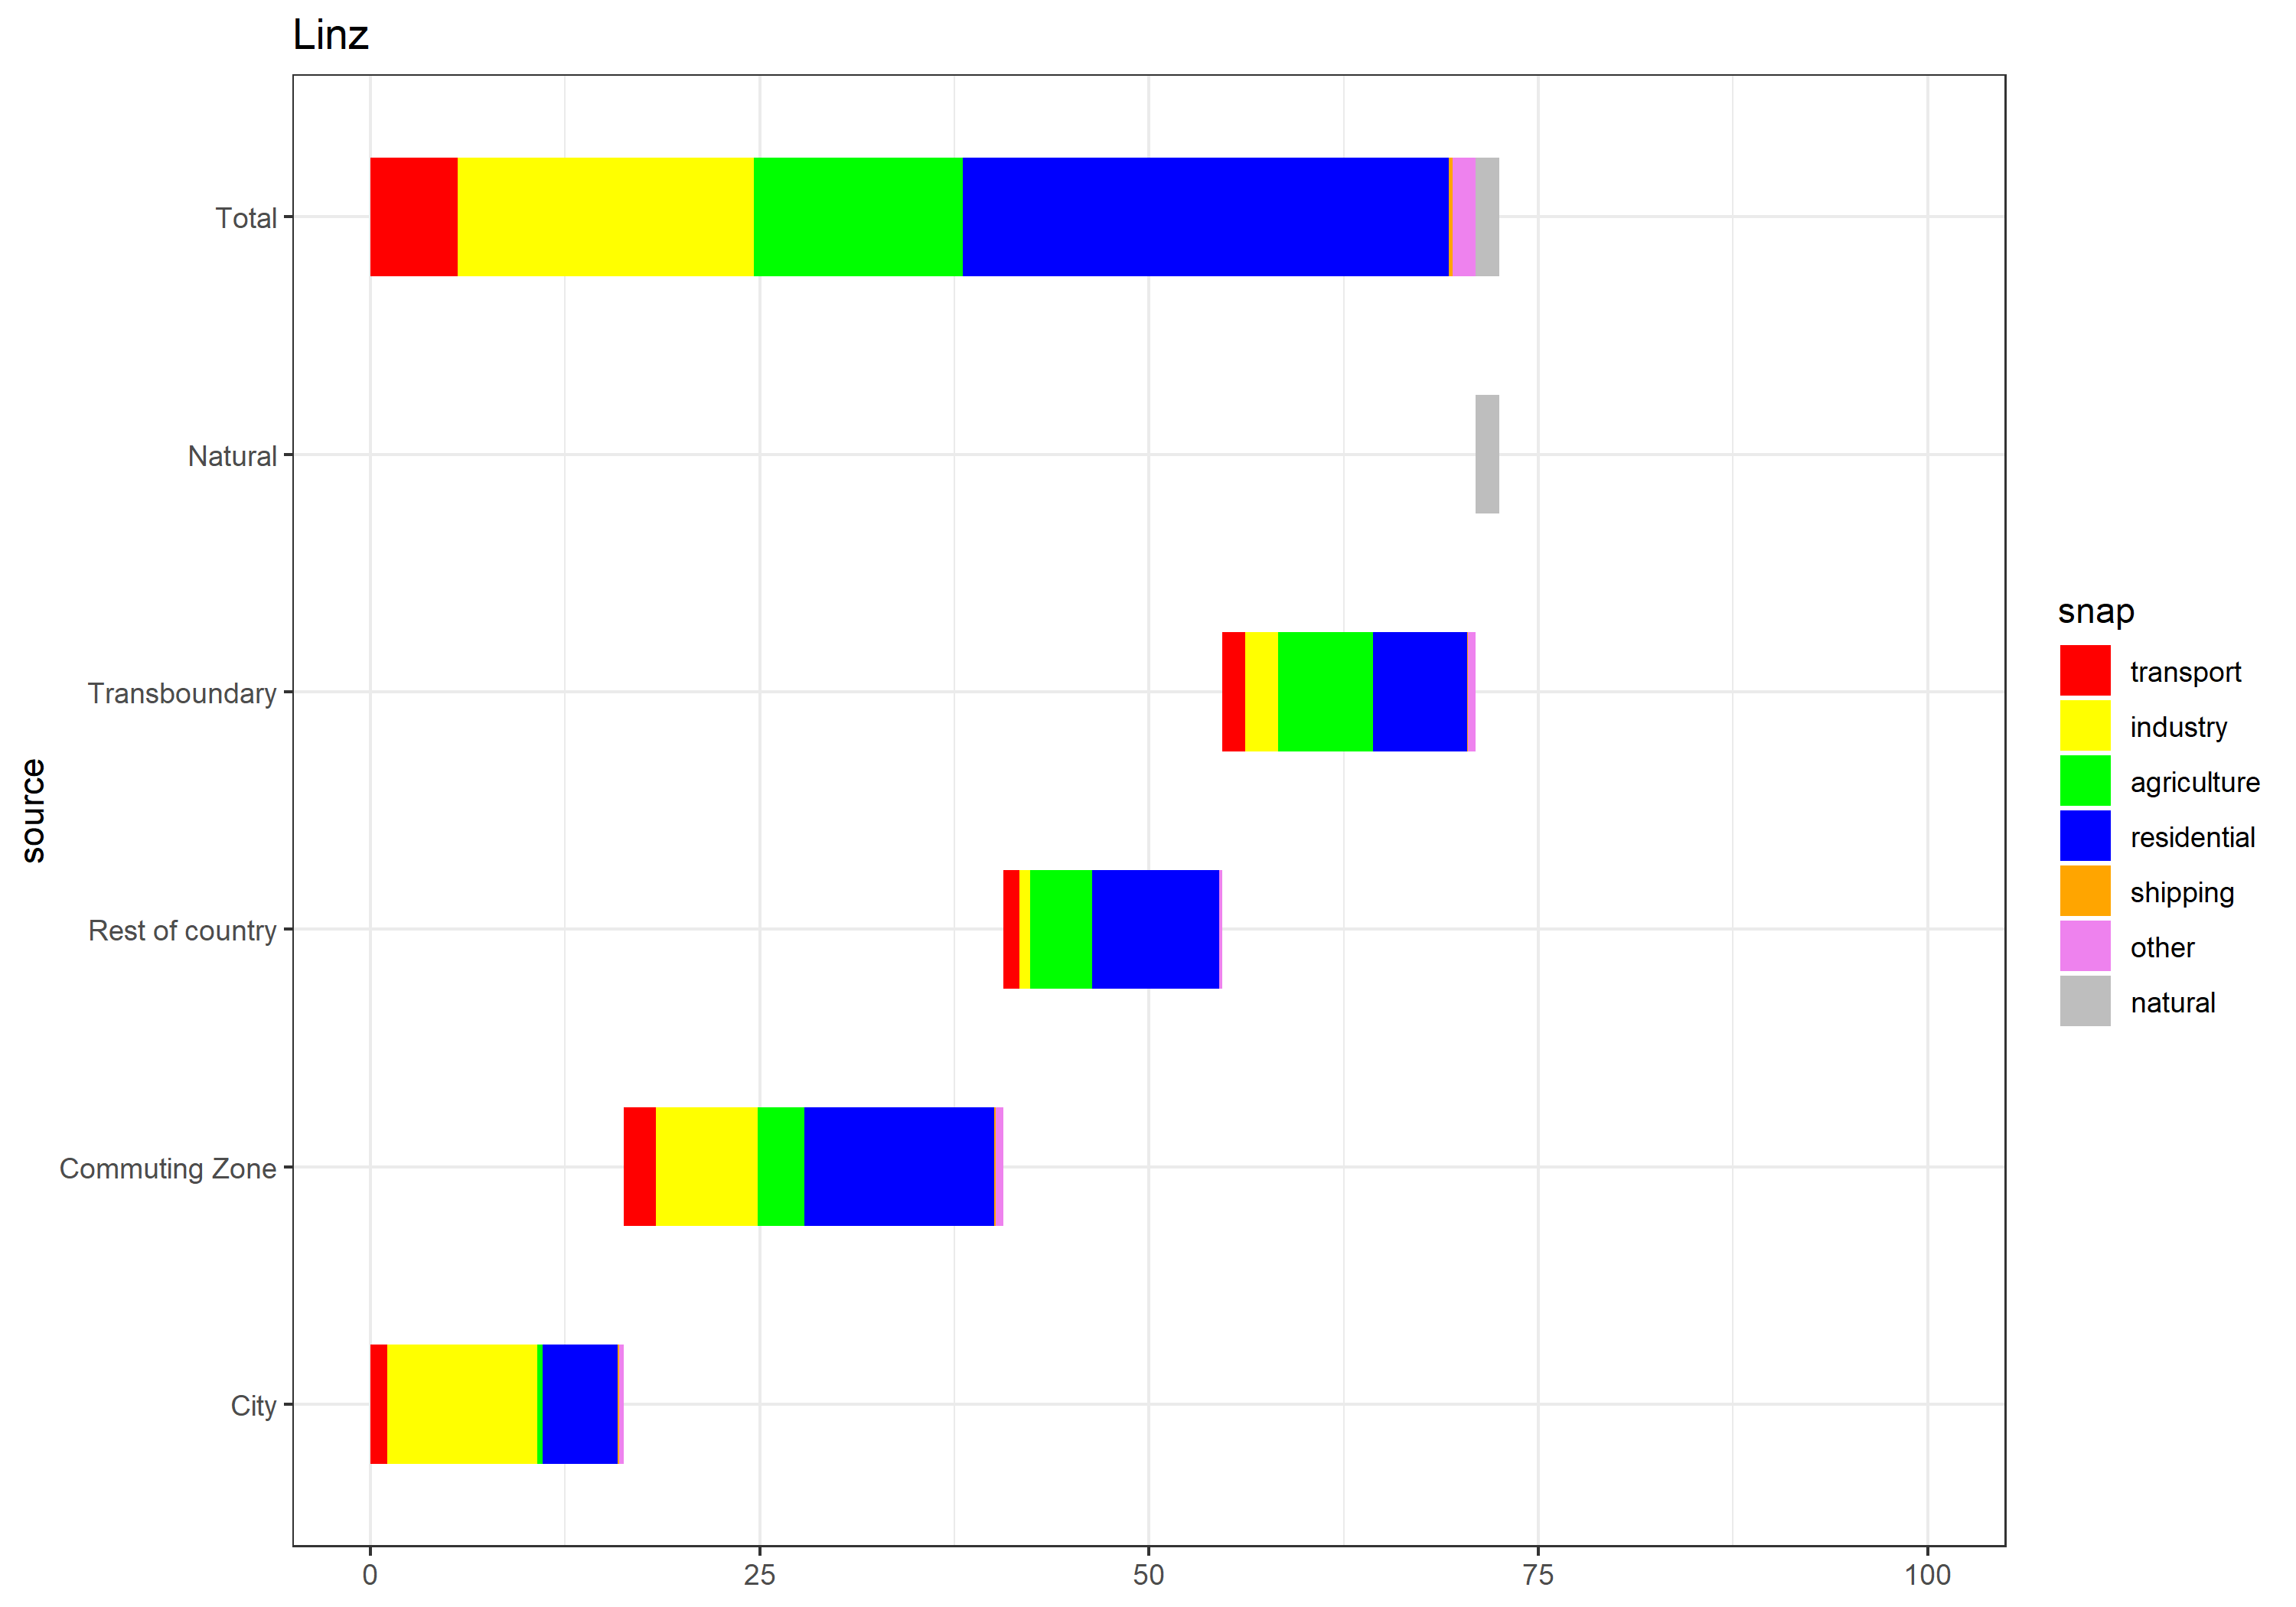 Linz
Total
Natural
Transboundary
Rest of country
Commuting Zone
City
source
0 25 50 75 100
snap
transport
industry
agriculture
residential
shipping
other
natural